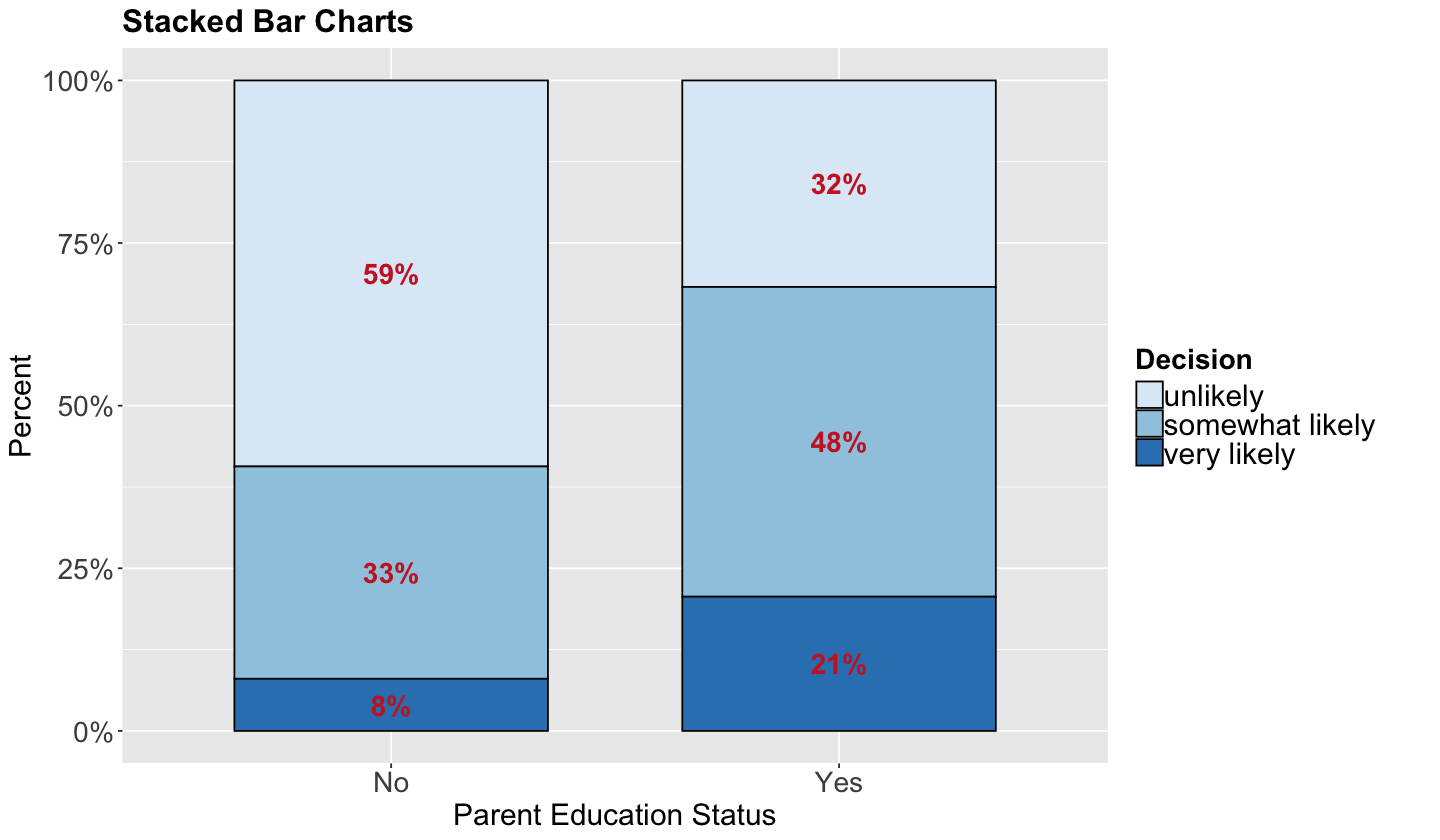 Stacked Bar Charts
100%
75%
50%
25%
0%
Percent
59%
33%
8%
32%
48%
21%
No
Yes
Parent Education Status
Decision
unlikely
somewhat likely
very likely